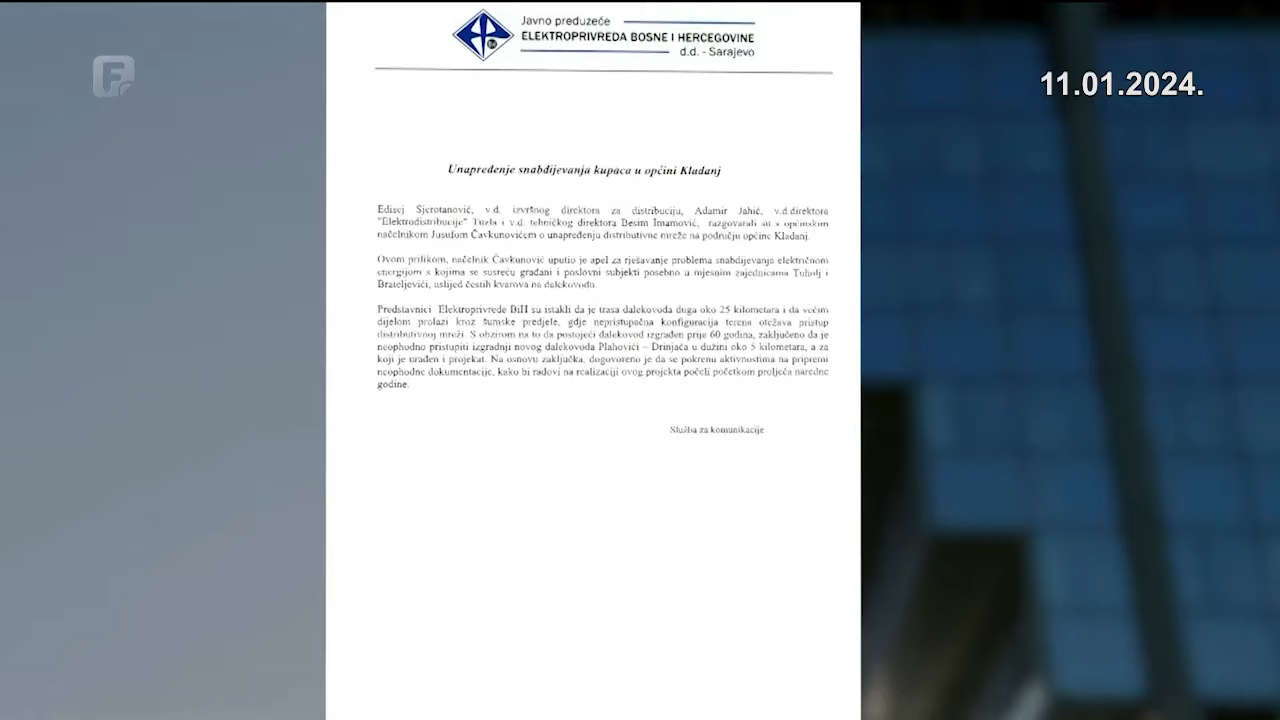 Javno preduzeće
ELEKTROPRIVREDA BOSNE I HERCEGOVINE
d.d. - Sarajevo
11.01.2024.
Unapređenje snabdijevanja kupaca u općini Kladanj
Edisej Sjerotanović, v.d. izvršnog direktora za distribuciju, Adamir Jahić, v.d.direktora
"Elektrodistribucije" Tuzla i v.d. tehničkog direktora Besim Imamović, razgovarali su s općinskim
načelnikom Jusufom Čavkunovićem o unapređenju distributivne mreže na području općine Kladanj.
Ovom prilikom, načelnik Čavkunović uputio je apel za rješavanje problema snabdijevanja električnom
energijom s kojima se susreću građani i poslovni subjekti posebno u mjesnim zajednicama Tuholj i
Brateljevići, uslijed čestih kvarova na dalekovodu.
Predstavnici Elektroprivrede BiH su istakli da je trasa dalekovoda duga oko 25 kilometara i da većim
dijelom prolazi kroz šumske predjele, gdje nepristupačna konfiguracija terena otežava pristup
distributivnoj mreži. S obzirom na to da postojeći dalekovod izgrađen prije 60 godina, zaključeno da je
neophodno pristupiti izgradnji novog dalekovoda Plahovići – Drinjača u dužini oko 5 kilometara, a za
koji je urađen i projekat. Na osnovu zaključka, dogovoreno je da se pokrenu aktivnostima na pripremi
neophodne dokumentacije, kako bi radovi na realizaciji ovog projekta počeli početkom proljeća naredne
godine.
Služba za komunikacije